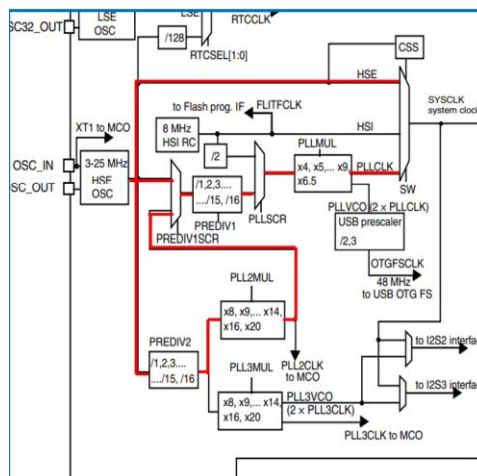 LSE
SC32_OUT
LSE
OSC
RTCCLK
/128
RTCSEL[1:0]
CSS
HSE
SYSCLK
system clock
to Flash prog. IF
FLITFCLK
XT1 to MCO
8 MHz
HSI RC
HSI
/2
PLLMUL
OSC_IN
3-25 MHz
HSE
OSC
x4, x5,... x9,
x6.5
PLLCLK
/1,2,3....
..../15, /16
SW
SC_OUT
PREDIV1
PLLSCR
PLLVCO (2 × PLLCLK)
PREDIV1SCR
USB prescaler
/2,3
OTGFSCLK
48 MHz
to USB OTG FS
PLL2MUL
x8, x9,... x14,
x16, x20
PREDIV2
/1,2,3....
..../15, /16
PLL2CLK
to MCO
PLL3MUL
x8, x9,... x14,
x16, x20
PLL3VCO
(2 × PLL3CLK)
PLL3CLK to MCO
to I2S2 interfa
to I2S3 interfa